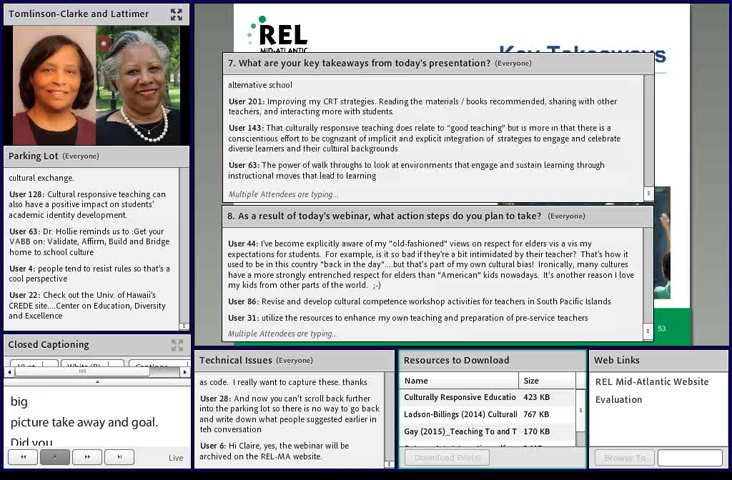 Tomlinson-Clarke and Lattimer
REL
MID-ATLANTIC
Key Takeaways
7. What are your key takeaways from today's presentation? (Everyone)
alternative school
User 201: Improving my CRT strategies. Reading the materials / books recommended, sharing with other
teachers, and interacting more with students.
User 143: That culturally responsive teaching does relate to "good teaching" but is more in that there is a
conscientious effort to be cognizant of implicit and explicit integration of strategies to engage and celebrate
diverse learners and their cultural backgrounds
User 63: The power of walk throughs to look at environments that engage and sustain learning through
instructional moves that lead to learning
Multiple Attendees are typing...
Parking Lot (Everyone)
cultural exchange.
User 128: Cultural responsive teaching can
also have a positive impact on students'
academic identity development.
User 63: Dr. Hollie reminds us to :Get your
VABB on: Validate, Affirm, Build and Bridge
home to school culture
User 4: people tend to resist rules so that's a
cool perspective
User 22: Check out the Univ. of Hawaii's
CREDE site....Center on Education, Diversity
and Excellence
8. As a result of today's webinar, what action steps do you plan to take? (Everyone)
User 44: I've become explicitly aware of my "old-fashioned" views on respect for elders vis a vis my
expectations for students. For example, is it so bad if they're a bit intimidated by their teacher? That's how it
used to be in this country "back in the day"....but that's part of my own cultural bias! Ironically, many cultures
have a more strongly entrenched respect for elders than "American" kids nowadays. It's another reason I love
my kids from other parts of the world. ;-)
User 86: Revise and develop cultural competence workshop activities for teachers in South Pacific Islands
User 31: utilize the resources to enhance my own teaching and preparation of pre-service teachers
Multiple Attendees are typing...
53
Closed Captioning
big
picture take away and goal.
Did you
Live
Technical Issues (Everyone)
as code. I really want to capture these. thanks
User 28: And now you can't scroll back further
into the parking lot so there is no way to go back
and write down what people suggested earlier in
teh conversation
User 6: Hi Claire, yes, the webinar will be
archived on the REL-MA website.
Resources to Download
Name Size
Culturally Responsive Educatio 423 KB
Ladson-Billings (2014) Culturall 767 KB
Gay (2015)_Teaching To and T 170 KB
Download File(s)
Web Links
REL Mid-Atlantic Website
Evaluation
Browse To